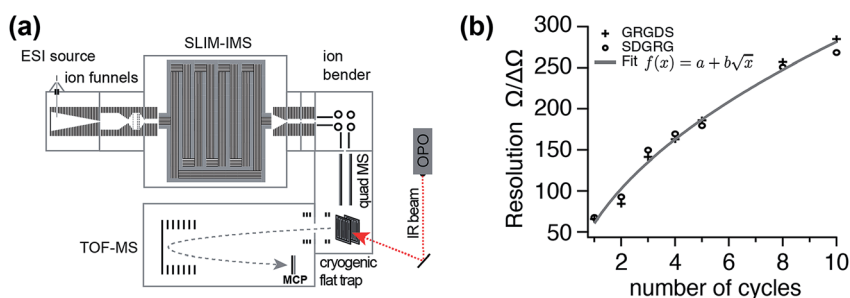 (a)
SLIM-IMS
ESI source
ion funnels
ion
bender
OPO
quad MS
IR beam
TOF-MS
MCP
cryogenic
flat trap
(b)
Resolution Ω/ΔΩ
300
250
200
150
100
50
GRGDS
SDGRG
Fit f(x) = a + b√x
2
4
6
8
10
number of cycles